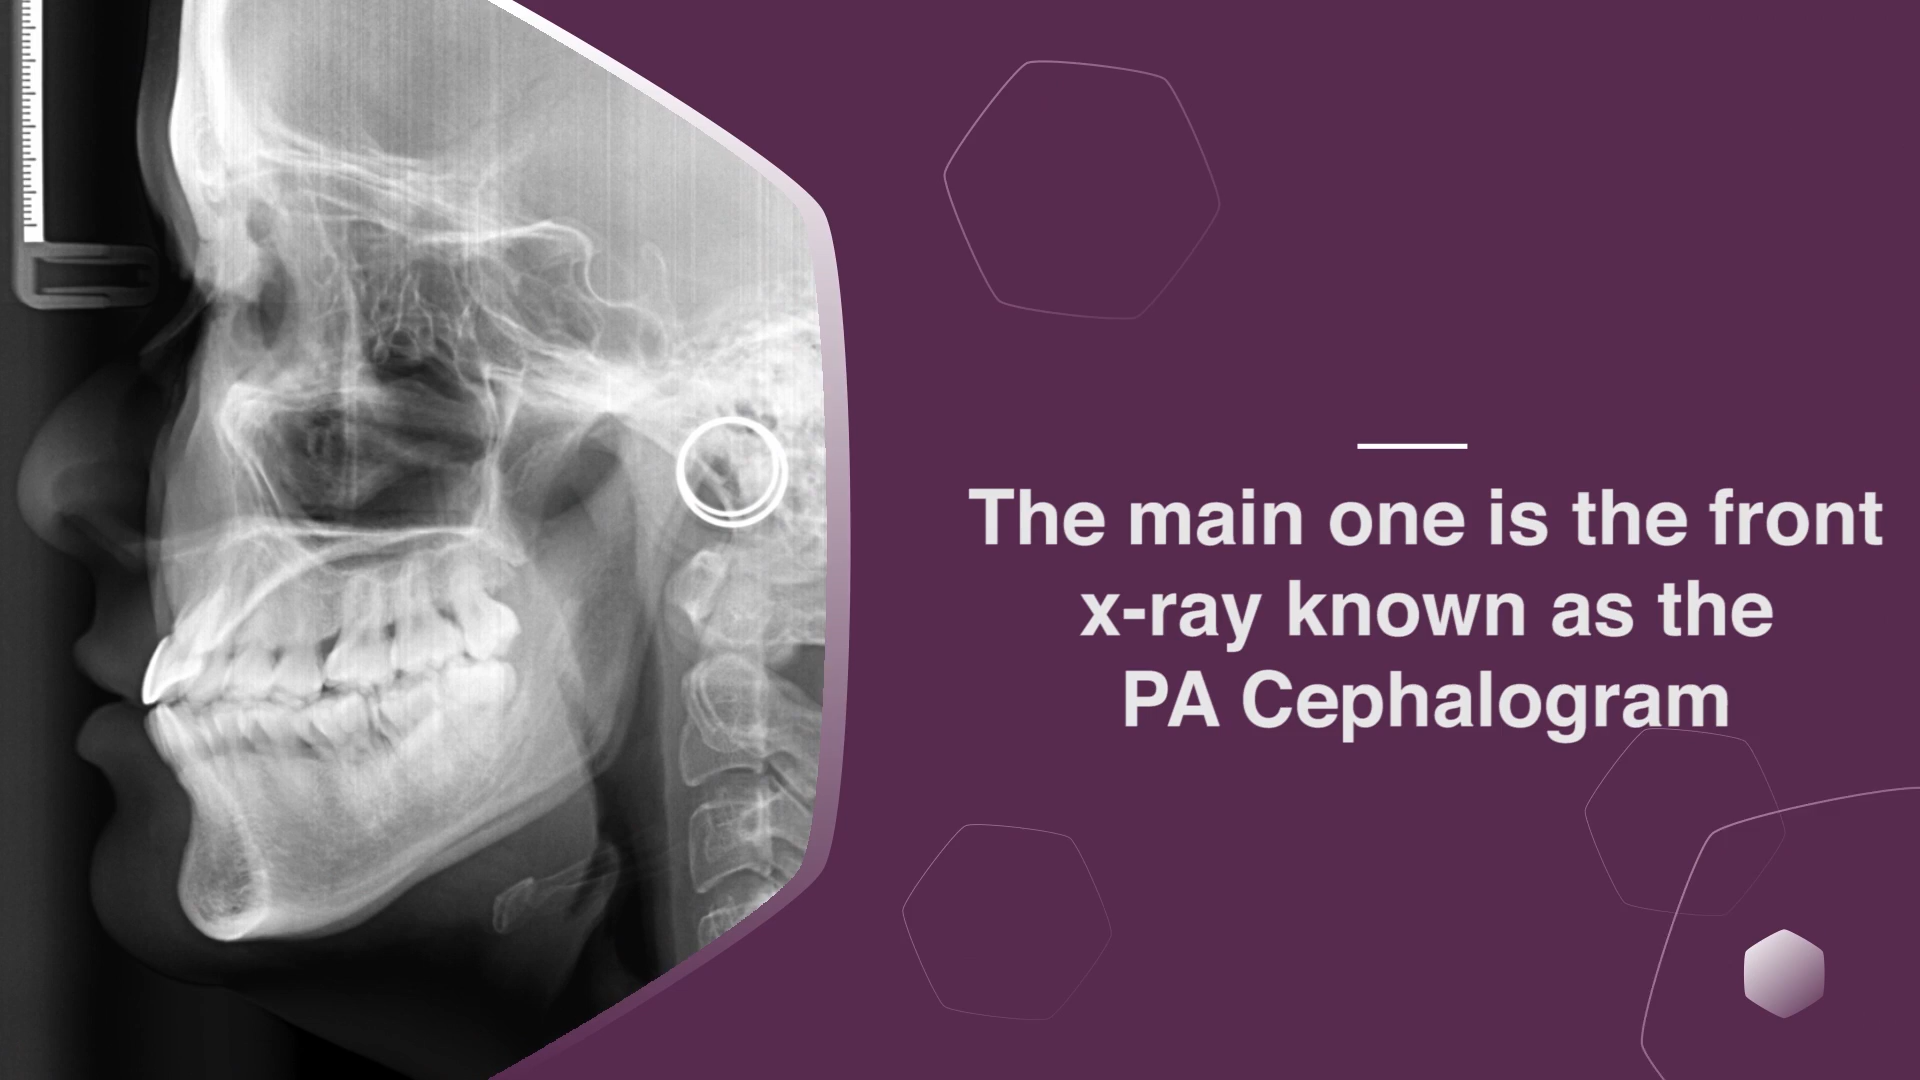 The main one is the front
x-ray known as the
PA Cephalogram